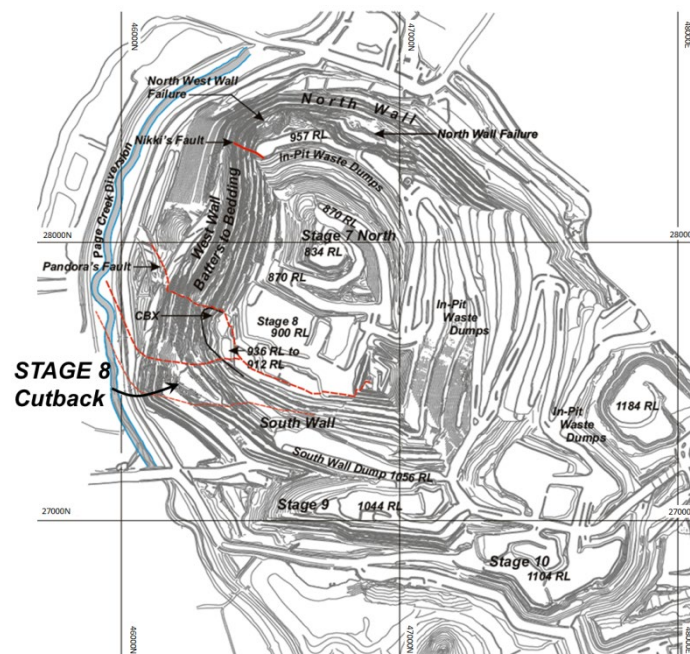 46000N
47000N
48000E
North West Wall
Failure
North Wall
957 RL
North Wall Failure
Nikki's Fault
In-Pit Waste Dumps
Page Creek Diversion
West Wall
Batters to Bedding
870 RL
28000N
2800
Stage 7 North
834 RL
Pandora's Fault
870 RL
In-Pit
Waste
Dumps
CBX
Stage 8
900 RL
936 RL to
912 RL
STAGE 8
Cutback
1184 RL
In-Pit
Waste
Dumps
South Wall
South Wall Dump 1056 RL
Stage 9
1044 RL
27000N
Stage 10
1104 RL
46000N
47000N